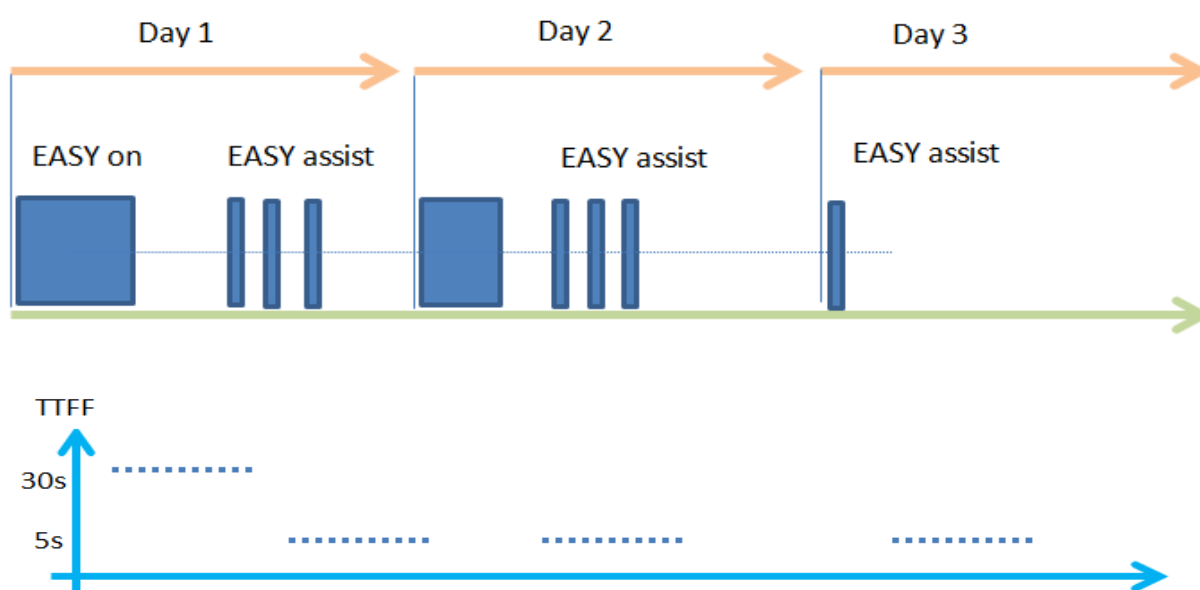 Day 1
Day 2
Day 3
EASY on
EASY assist
EASY assist
EASY assist
TTFF
30s
5s